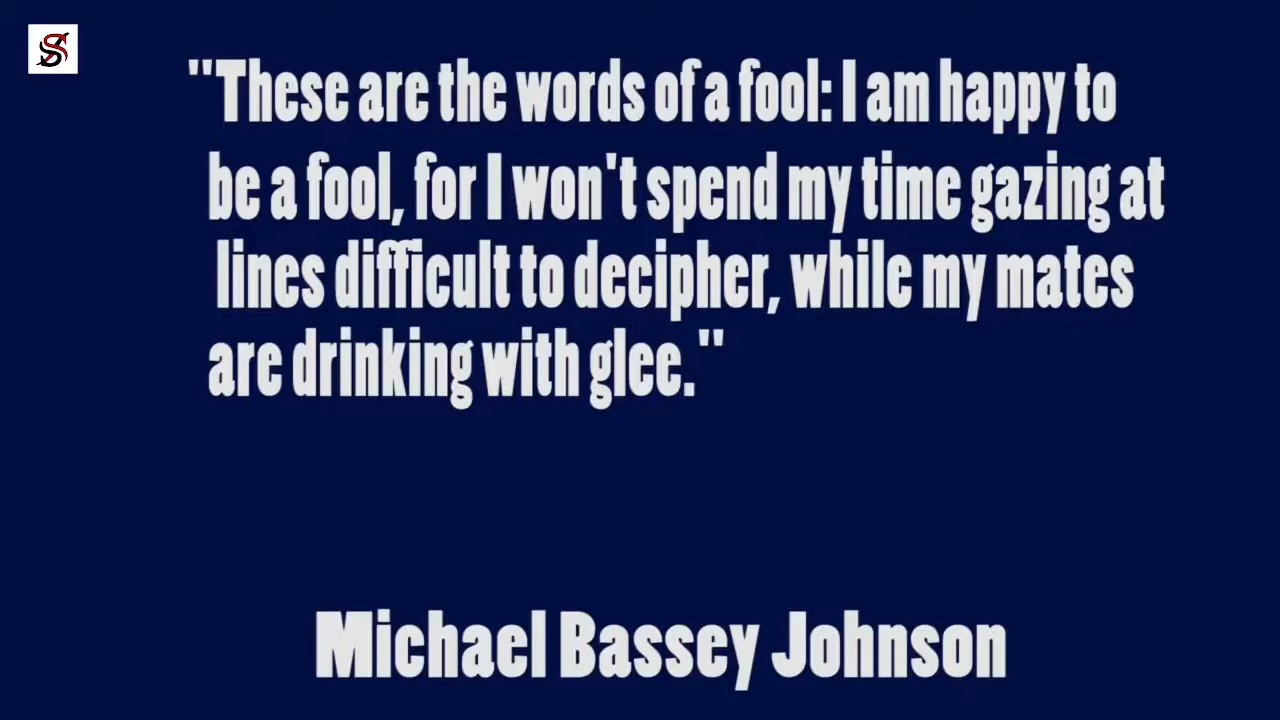 "These are the words of a fool: I am happy to
be a fool, for I won't spend my time gazing at
lines difficult to decipher, while my mates
are drinking with glee."
Michael Bassey Johnson